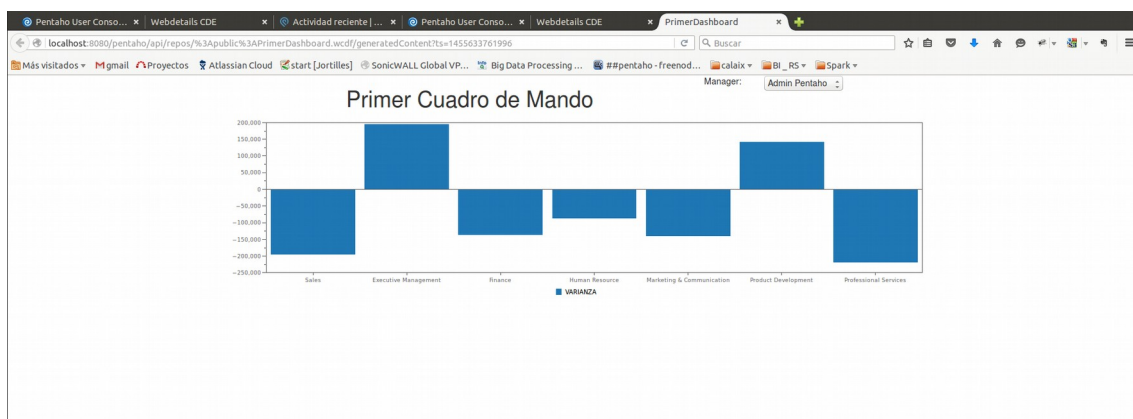 Pentaho User Conso... × Webdetails CDE × Actividad reciente | ... × Pentaho User Conso... × Webdetails CDE × PrimerDashboard ×
localhost:8080/pentaho/api/repos/%3Apublic%3APrimerDashboard.wcdf/generatedContent?ts=1455633761996 Buscar
Más visitados gmail Proyectos Atlassian Cloud start [Jortilles] SonicWALL Global VP... Big Data Processing ... ##pentaho - freenod... calaix BI_RS Spark
Manager: Admin Pentaho
Primer Cuadro de Mando
200,000
150,000
100,000
50,000
0
−50,000
−100,000
−150,000
−200,000
−250,000
Sales Executive Management Finance Human Resource Marketing & Communication Product Development Professional Services
VARIANZA